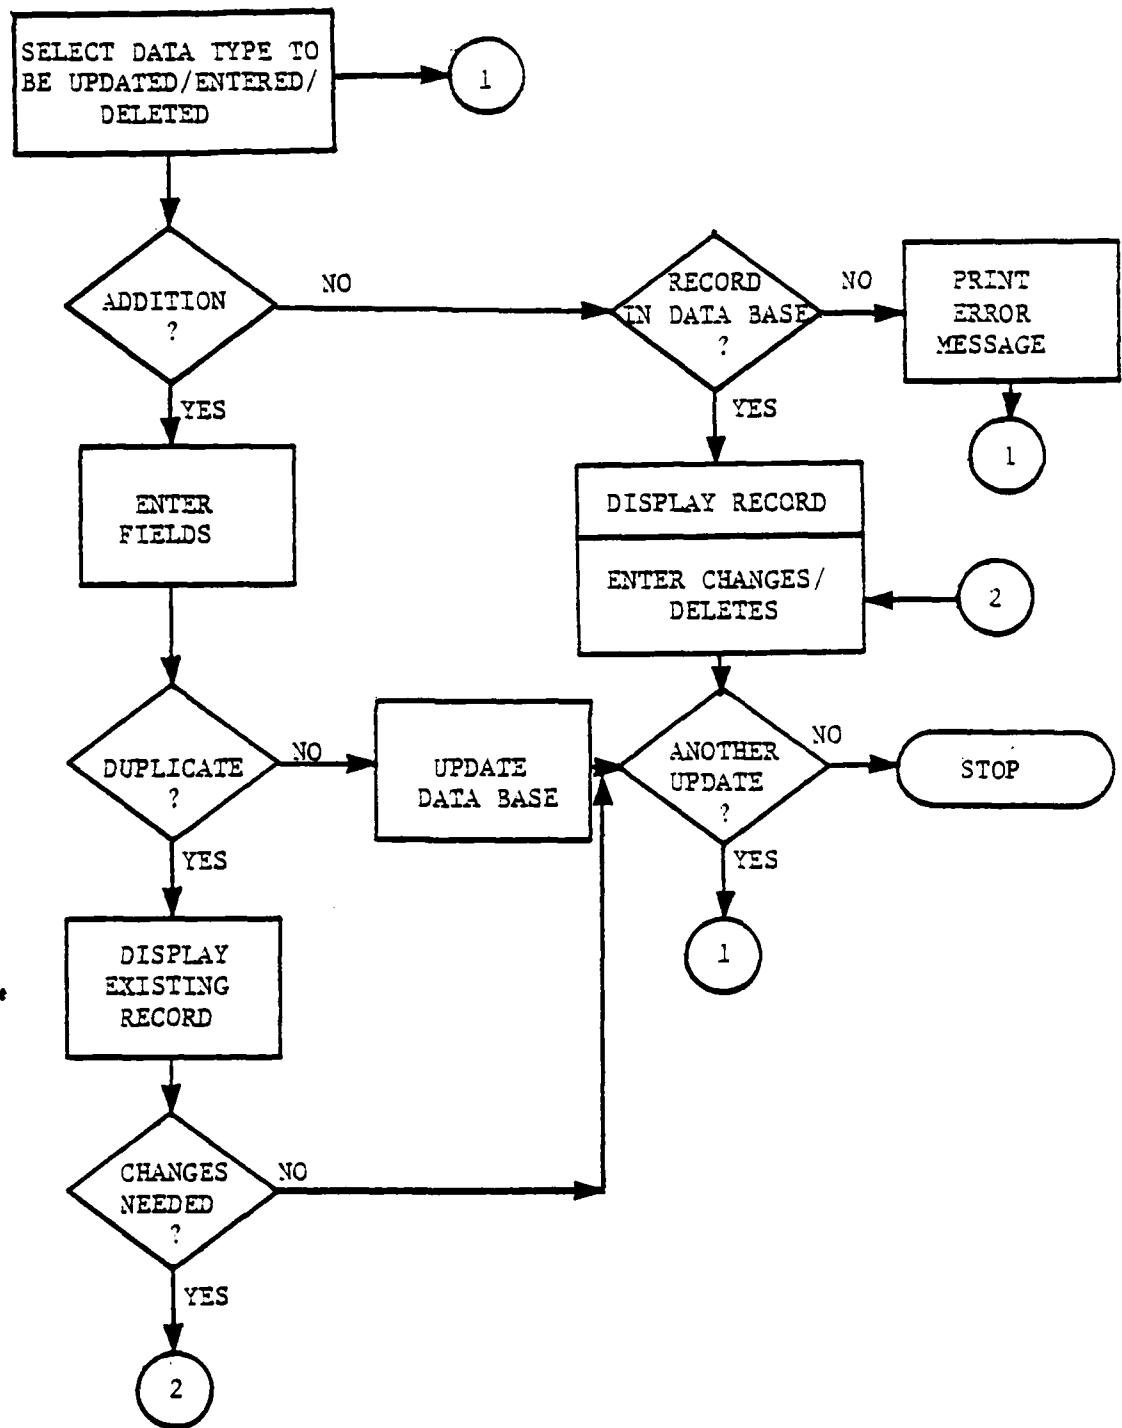 SELECT DATA TYPE TO
BE UPDATED/ENTERED/
DELETED
1
ADDITION
?
NO
RECORD
IN DATA BASE
?
NO
PRINT
ERROR
MESSAGE
YES
YES
1
ENTER
FIELDS
DISPLAY RECORD
ENTER CHANGES/
DELETES
2
DUPLICATE
?
NO
UPDATE
DATA BASE
ANOTHER
UPDATE
?
NO
STOP
YES
YES
DISPLAY
EXISTING
RECORD
1
CHANGES
NEEDED
?
NO
YES
2